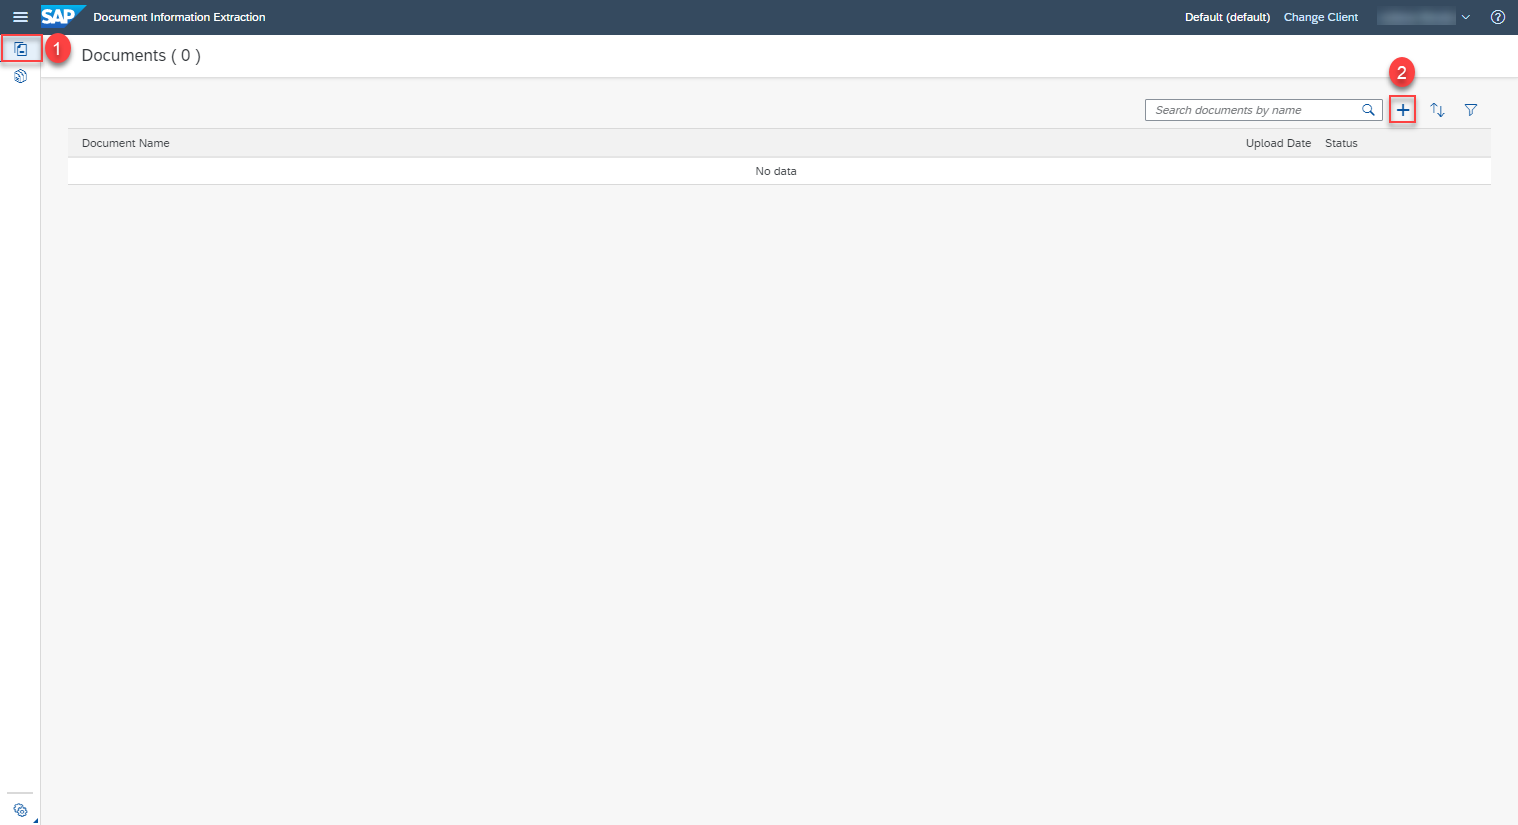 SAP Document Information Extraction Default (default) Change Client
1 Documents ( 0 )
2
Search documents by name
Document Name Upload Date Status
No data